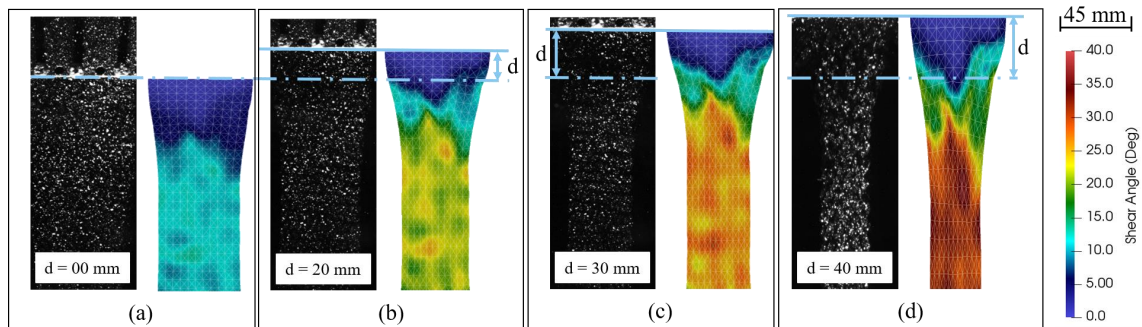 45 mm
d
d
d
40.0
35.0
30.0
25.0
20.0
15.0
10.0
5.00
0.0
Shear Angle (Deg)
d = 00 mm
d = 20 mm
d = 30 mm
d = 40 mm
(a)
(b)
(c)
(d)